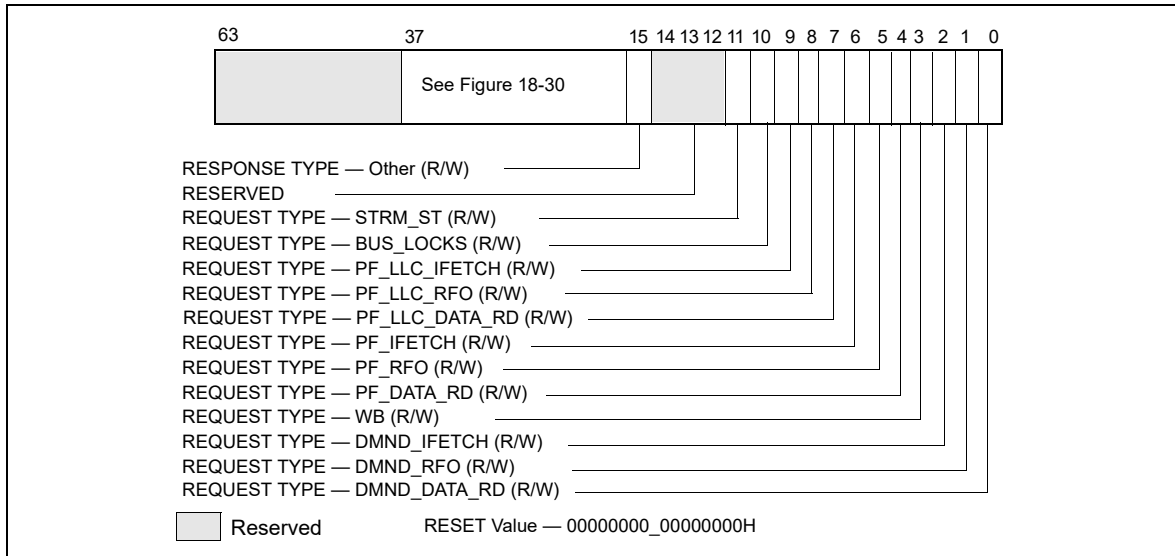 63 37 15 14 13 12 11 10 9 8 7 6 5 4 3 2 1 0
See Figure 18-30
RESPONSE TYPE — Other (R/W)
RESERVED
REQUEST TYPE — STRM_ST (R/W)
REQUEST TYPE — BUS_LOCKS (R/W)
REQUEST TYPE — PF_LLC_IFETCH (R/W)
REQUEST TYPE — PF_LLC_RFO (R/W)
REQUEST TYPE — PF_LLC_DATA_RD (R/W)
REQUEST TYPE — PF_IFETCH (R/W)
REQUEST TYPE — PF_RFO (R/W)
REQUEST TYPE — PF_DATA_RD (R/W)
REQUEST TYPE — WB (R/W)
REQUEST TYPE — DMND_IFETCH (R/W)
REQUEST TYPE — DMND_RFO (R/W)
REQUEST TYPE — DMND_DATA_RD (R/W)
Reserved RESET Value — 00000000_00000000H